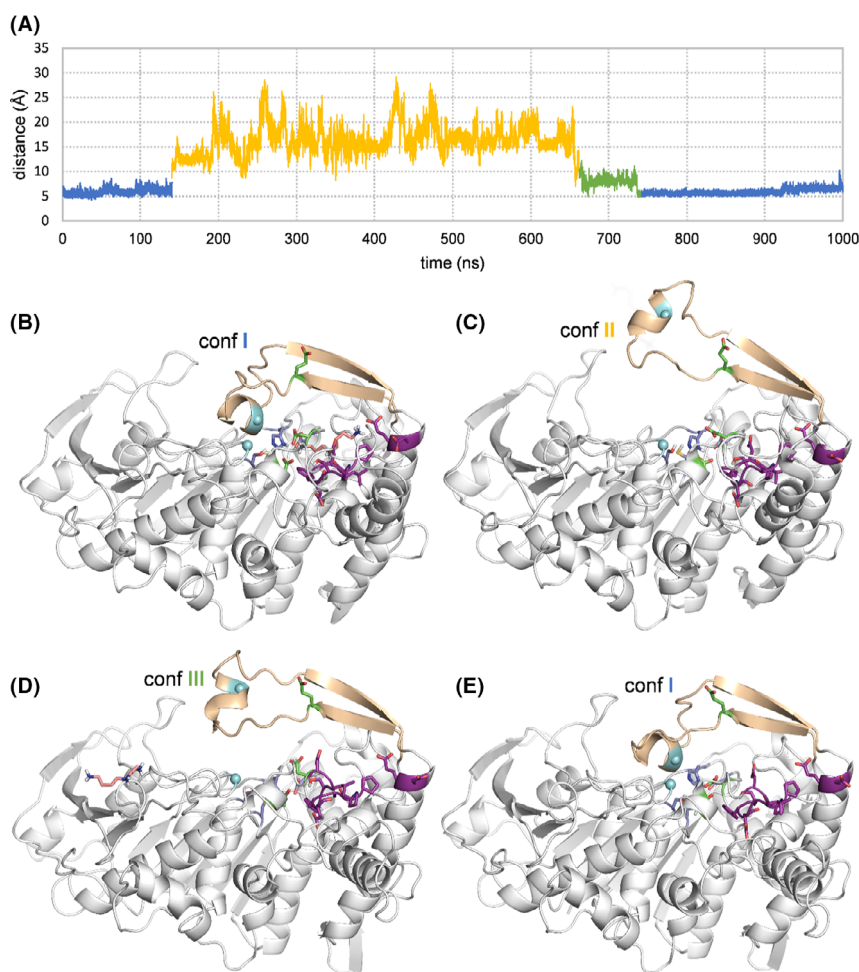 (A)
35
30
25
20
15
10
5
0
distance (Å)
0 100 200 300 400 500 600 700 800 900 1000
time (ns)
(B)
conf I
(C)
conf II
(D)
conf III
(E)
conf I